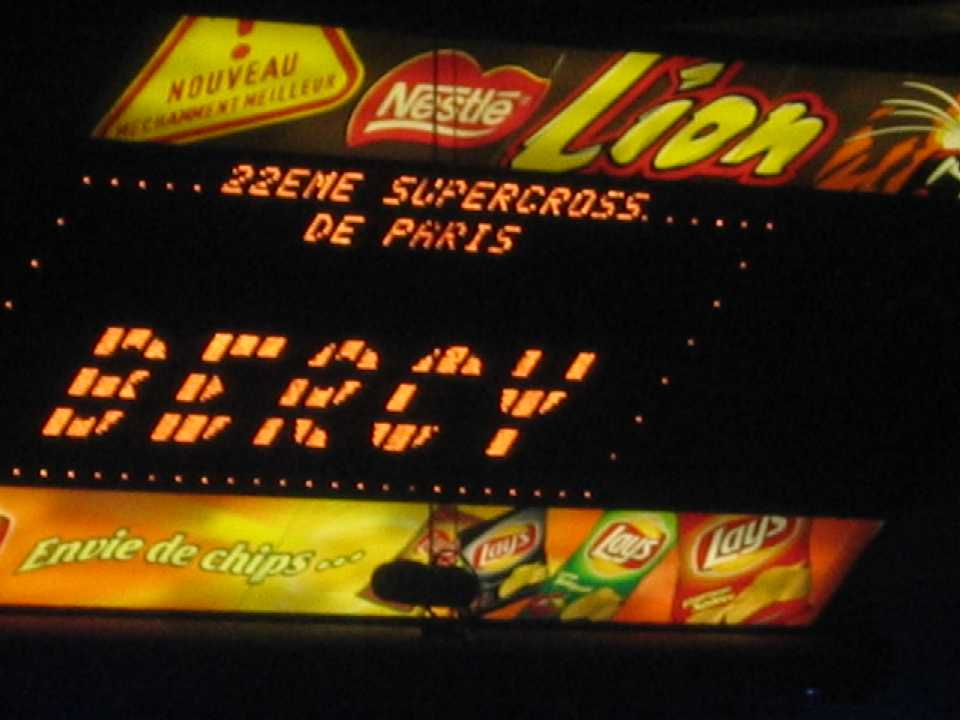 NOUVEAU
MECHAMMENT MEILLEUR
Nestlé
Lion
.....22EME SUPERCROSS......
DE PARIS
BERCY
Envie de chips...
Lay's
Lay's
Lay's